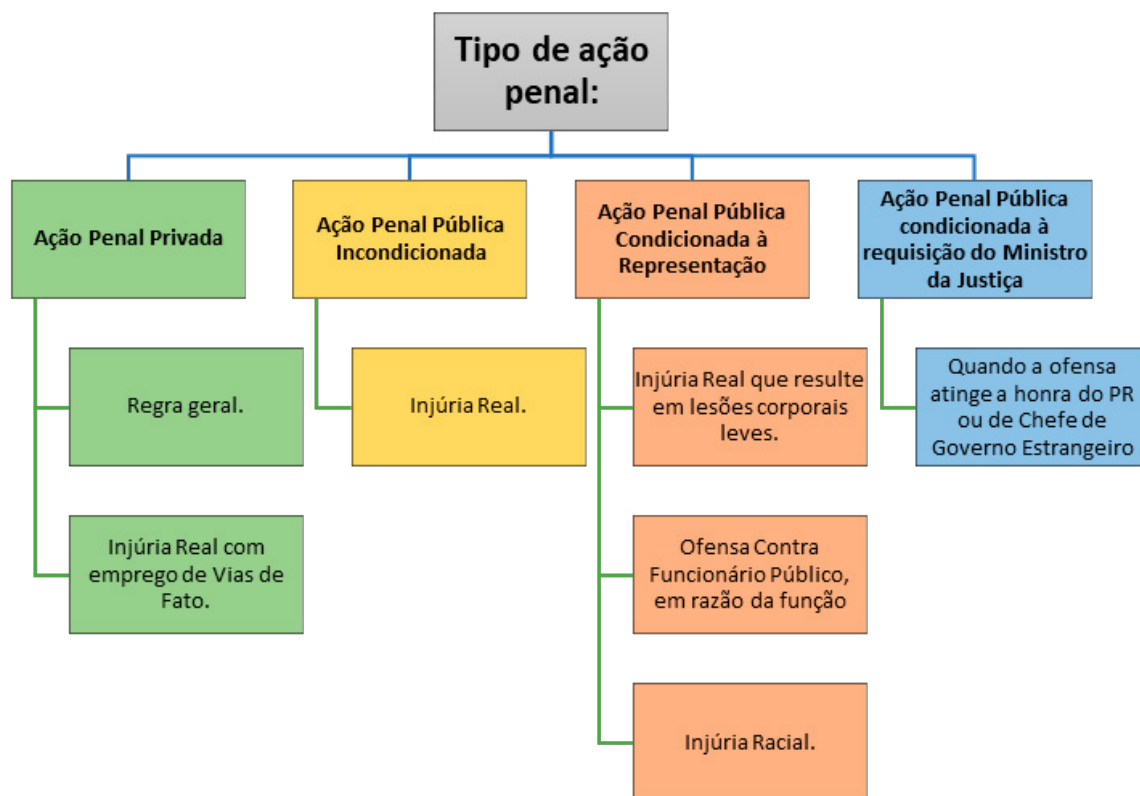 Tipo de ação
penal:
Ação Penal Privada
Regra geral.
Injúria Real com
emprego de Vias de
Fato.
Ação Penal Pública
Incondicionada
Injúria Real.
Ação Penal Pública
Condicionada à
Representação
Injúria Real que resulte
em lesões corporais
leves.
Ofensa Contra
Funcionário Público,
em razão da função
Injúria Racial.
Ação Penal Pública
condicionada à
requisição do Ministro
da Justiça
Quando a ofensa
atinge a honra do PR
ou de Chefe de
Governo Estrangeiro